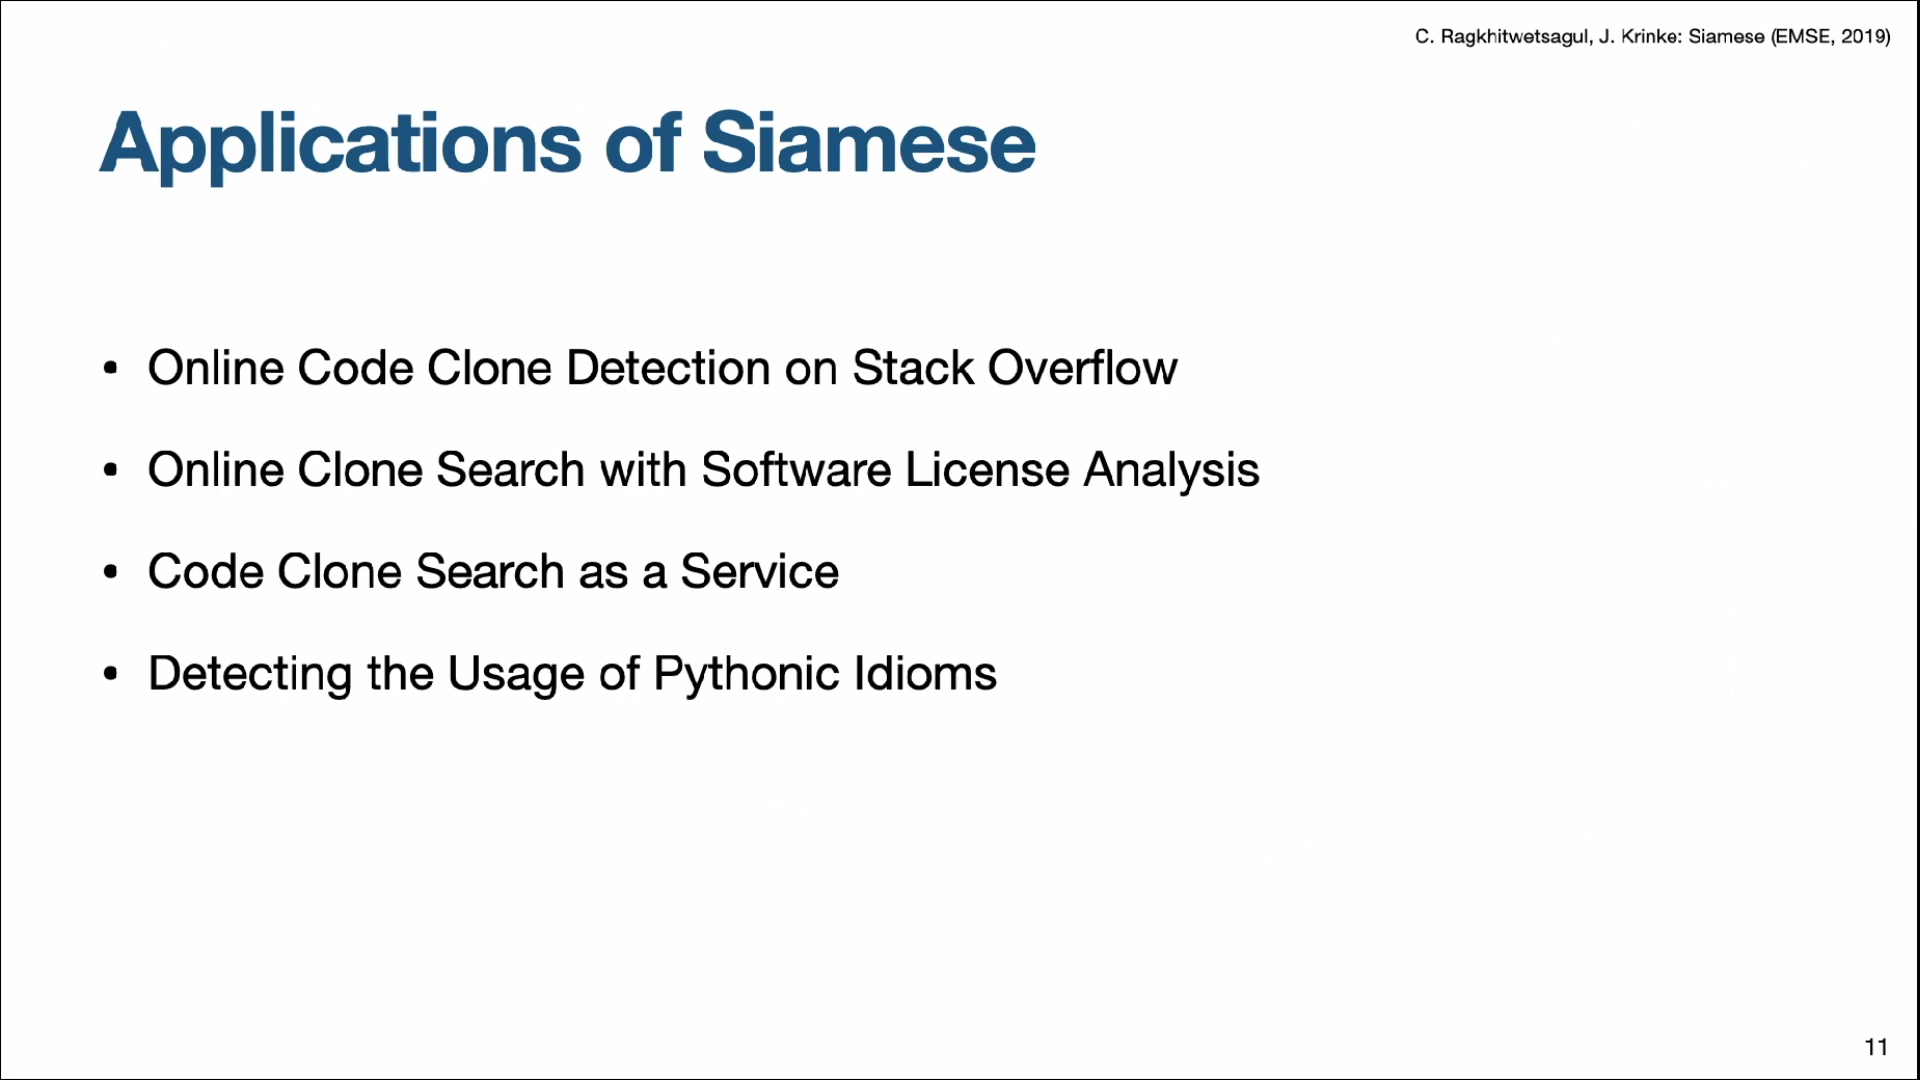 C. Ragkhitwetsagul, J. Krinke: Siamese (EMSE, 2019)
Applications of Siamese
• Online Code Clone Detection on Stack Overflow
• Online Clone Search with Software License Analysis
• Code Clone Search as a Service
• Detecting the Usage of Pythonic Idioms
11